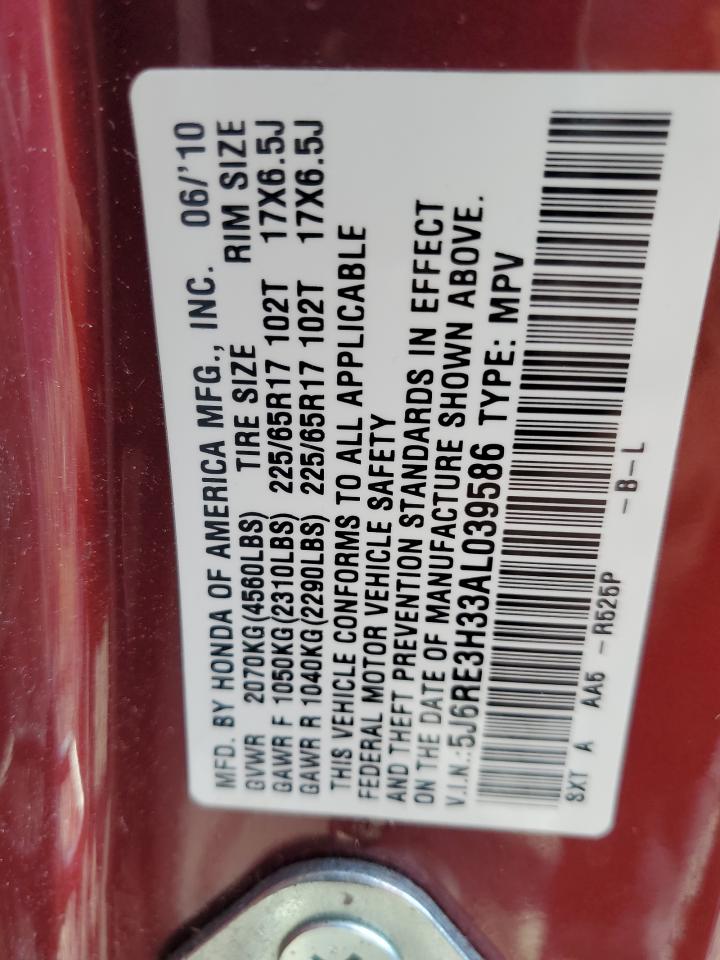 MFD. BY HONDA OF AMERICA MFG., INC. 06/'10
GVWR 2070KG(4560LBS) TIRE SIZE RIM SIZE
GAWR F 1050KG(2310LBS) 225/65R17 102T 17X6.5J
GAWR R 1040KG(2290LBS) 225/65R17 102T 17X6.5J
THIS VEHICLE CONFORMS TO ALL APPLICABLE
FEDERAL MOTOR VEHICLE SAFETY
AND THEFT PREVENTION STANDARDS IN EFFECT
ON THE DATE OF MANUFACTURE SHOWN ABOVE.
V.I.N.:5J6RE3H33AL039586 TYPE: MPV
SXT A AA6 -R525P -B-L